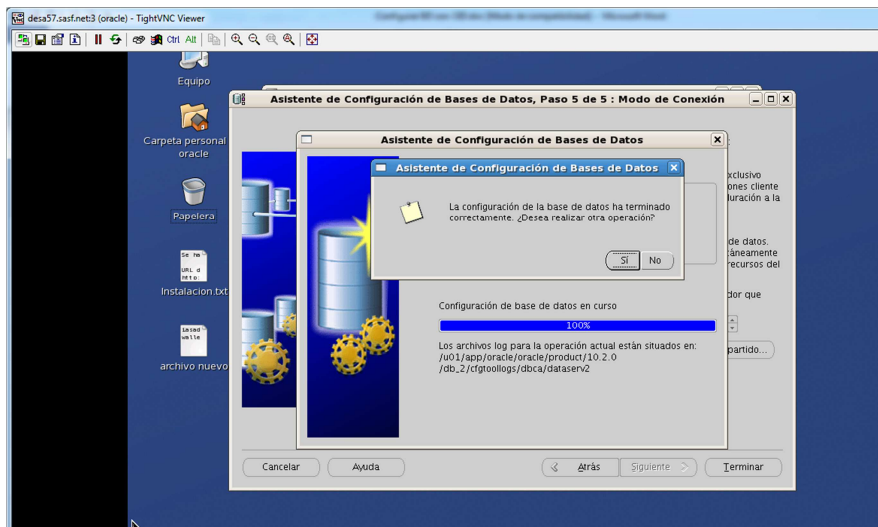 desa57.sasf.net:3 (oracle) - TightVNC Viewer
Ctrl Alt
Equipo
Carpeta personal
oracle
Papelera
Se ha
URL d
http:
Instalacion.txt
archivo nuevo
Asistente de Configuración de Bases de Datos, Paso 5 de 5 : Modo de Conexión
Asistente de Configuración de Bases de Datos
Asistente de Configuración de Bases de Datos
La configuración de la base de datos ha terminado
correctamente. ¿Desea realizar otra operación?
Sí No
xclusivo
ones cliente
uración a la
de datos.
táneamente
recursos del
dor que
partido...)
Configuración de base de datos en curso
100%
Los archivos log para la operación actual están situados en:
/u01/app/oracle/oracle/product/10.2.0
/db_2/cfgtoollogs/dbca/dataserv2
Cancelar Ayuda Atrás Siguiente Terminar